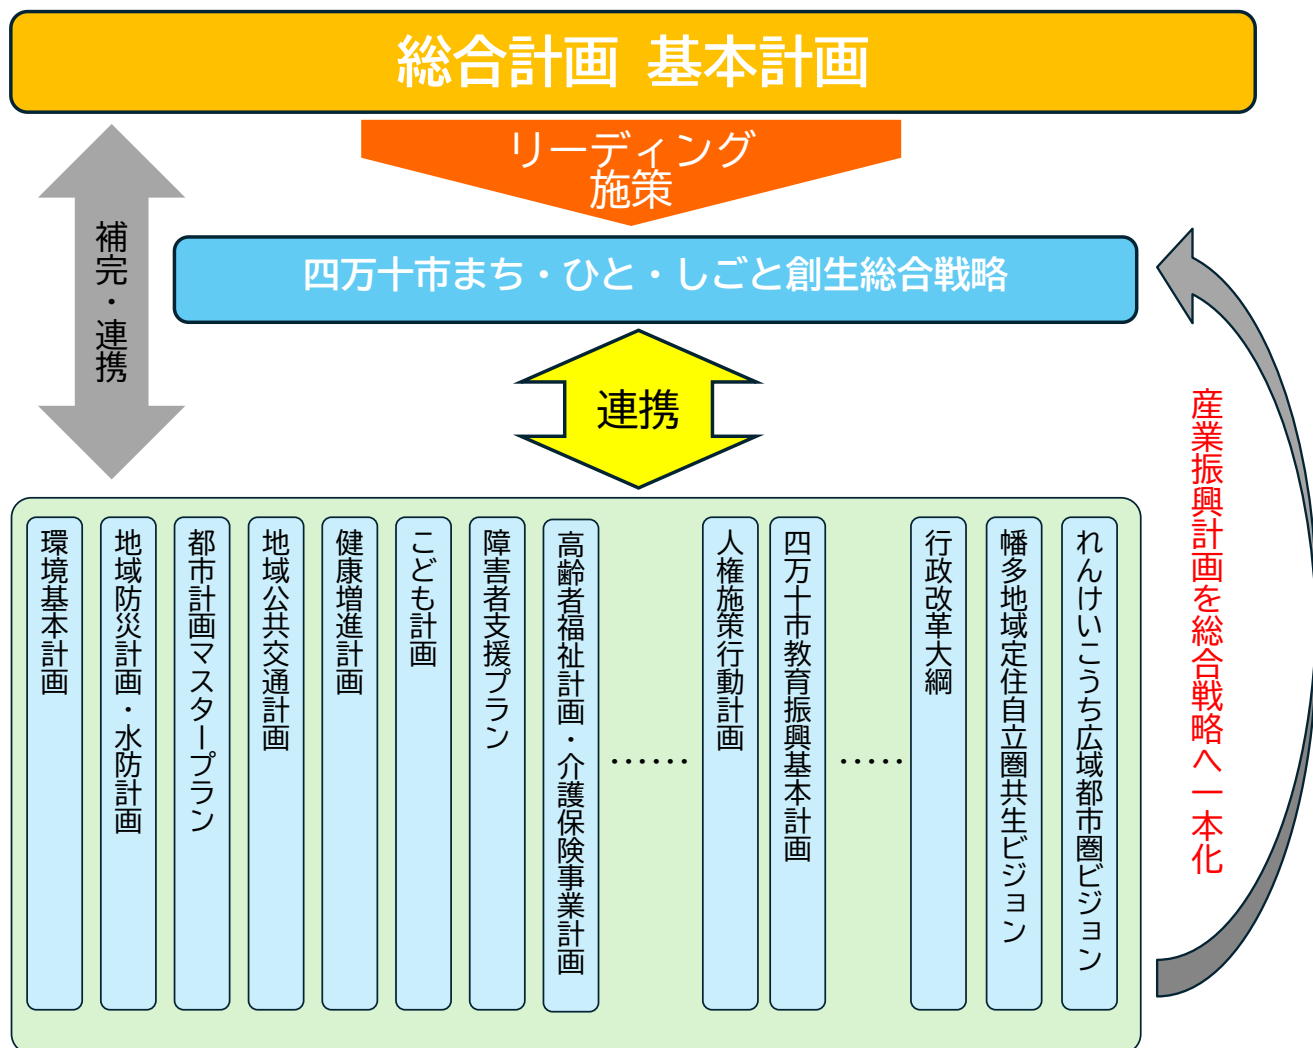 総合計画 基本計画
リーディング
施策
補完・連携
四万十市まち・ひと・しごと創生総合戦略
連携
産業振興計画を総合戦略へ一本化
環境基本計画
地域防災計画・水防計画
都市計画マスタープラン
地域公共交通計画
健康増進計画
こども計画
障害者支援プラン
高齢者福祉計画・介護保険事業計画
……
人権施策行動計画
四万十市教育振興基本計画
.....
行政改革大綱
幡多地域定住自立圏共生ビジョン
れんけいこうち広域都市圏ビジョン